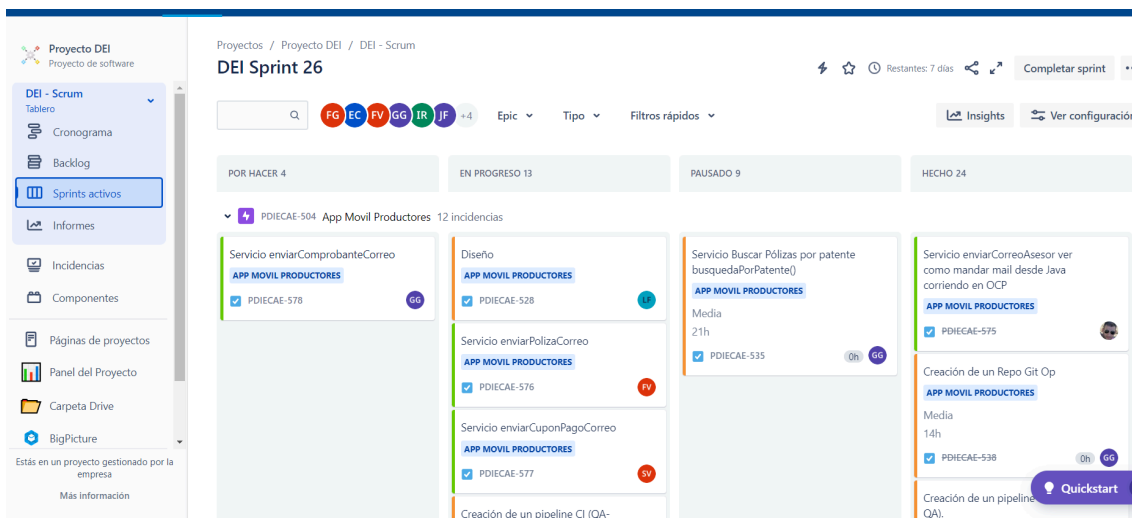 Proyecto DEI
Proyecto de software
DEI - Scrum
Tablero
Cronograma
Backlog
Sprints activos
Informes
Incidencias
Componentes
Páginas de proyectos
Panel del Proyecto
Carpeta Drive
BigPicture
Estás en un proyecto gestionado por la
empresa
Más información
Proyectos / Proyecto DEI / DEI - Scrum
DEI Sprint 26
Restantes: 7 días
Completar sprint
FG EC FV GG IR JF +4
Epic
Tipo
Filtros rápidos
Insights
Ver configuración
POR HACER 4
EN PROGRESO 13
PAUSADO 9
HECHO 24
PDIECAE-504 App Movil Productores 12 incidencias
Servicio enviarComprobanteCorreo
APP MOVIL PRODUCTORES
PDIECAE-578
GG
Diseño
APP MOVIL PRODUCTORES
PDIECAE-528
LF
Servicio enviarPolizaCorreo
APP MOVIL PRODUCTORES
PDIECAE-576
FV
Servicio enviarCuponPagoCorreo
APP MOVIL PRODUCTORES
PDIECAE-577
SV
Creación de un pipeline CI (QA-
Servicio Buscar Pólizas por patente
busquedaPorPatente()
APP MOVIL PRODUCTORES
Media
21h
PDIECAE-535
0h GG
Servicio enviarCorreoAsesor ver
como mandar mail desde Java
corriendo en OCP
APP MOVIL PRODUCTORES
PDIECAE-575
Creación de un Repo Git Op
APP MOVIL PRODUCTORES
Media
14h
PDIECAE-538
0h GG
Creación de un pipeline
QA).
Quickstart